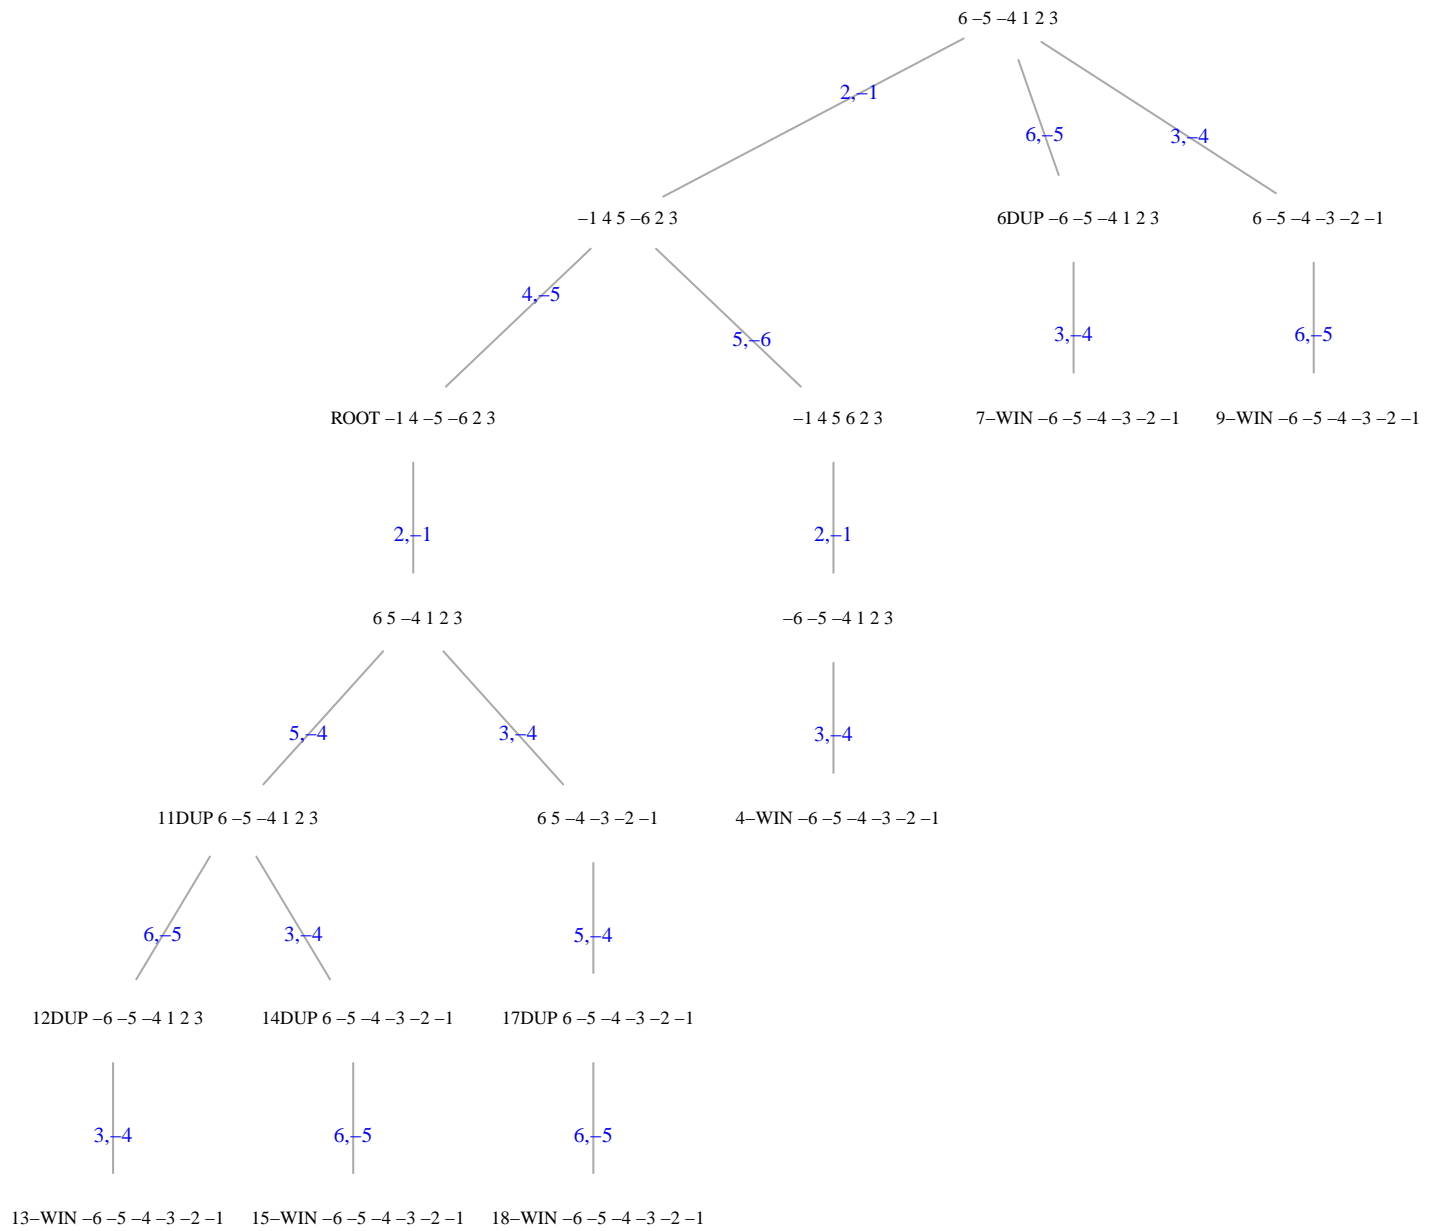 6 –5 –4 1 2 3
2,–1
6,–5
3,–4
–1 4 5 –6 2 3
6DUP –6 –5 –4 1 2 3
6 –5 –4 –3 –2 –1
4,–5
5,–6
3,–4
6,–5
ROOT –1 4 –5 –6 2 3
–1 4 5 6 2 3
7–WIN –6 –5 –4 –3 –2 –1
9–WIN –6 –5 –4 –3 –2 –1
2,–1
2,–1
6 5 –4 1 2 3
–6 –5 –4 1 2 3
5,–4
3,–4
3,–4
11DUP 6 –5 –4 1 2 3
6 5 –4 –3 –2 –1
4–WIN –6 –5 –4 –3 –2 –1
6,–5
3,–4
5,–4
12DUP –6 –5 –4 1 2 3
14DUP 6 –5 –4 –3 –2 –1
17DUP 6 –5 –4 –3 –2 –1
3,–4
6,–5
6,–5
13–WIN –6 –5 –4 –3 –2 –1
15–WIN –6 –5 –4 –3 –2 –1
18–WIN –6 –5 –4 –3 –2 –1